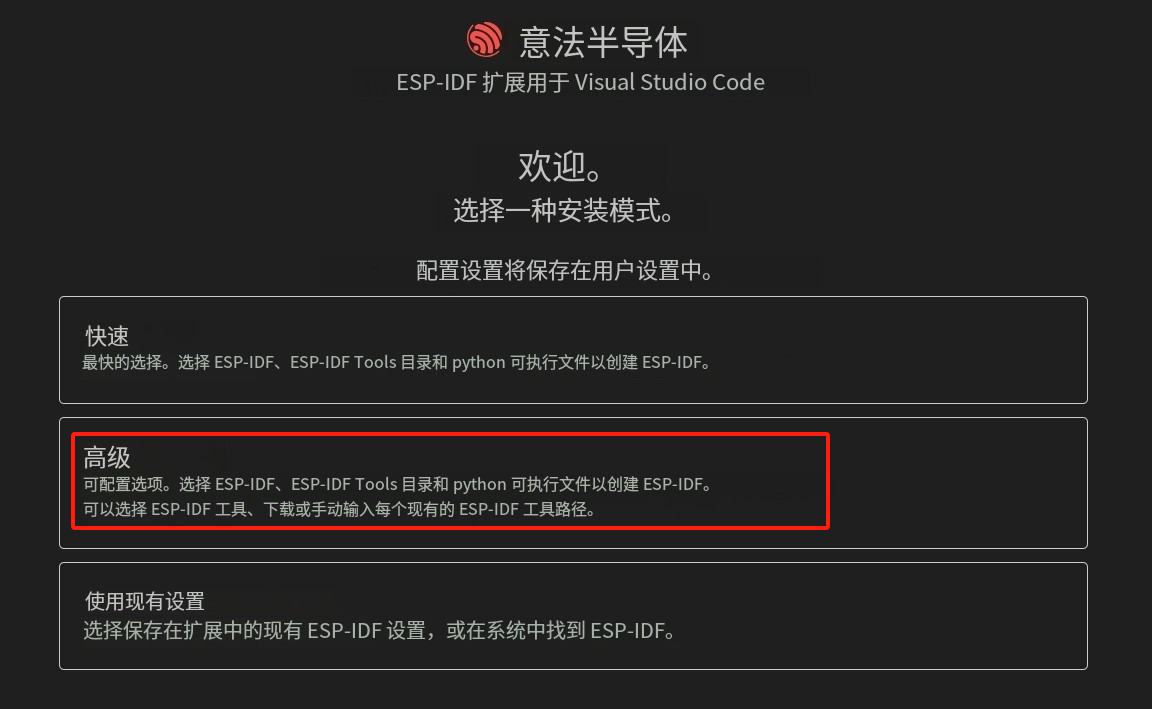 意法半导体
ESP-IDF 扩展用于 Visual Studio Code
欢迎。
选择一种安装模式。
配置设置将保存在用户设置中。
快速
最快的选择。选择 ESP-IDF、ESP-IDF Tools 目录和 python 可执行文件以创建 ESP-IDF。
高级
可配置选项。选择 ESP-IDF、ESP-IDF Tools 目录和 python 可执行文件以创建 ESP-IDF。
可以选择 ESP-IDF 工具、下载或手动输入每个现有的 ESP-IDF 工具路径。
使用现有设置
选择保存在扩展中的现有 ESP-IDF 设置，或在系统中找到 ESP-IDF。